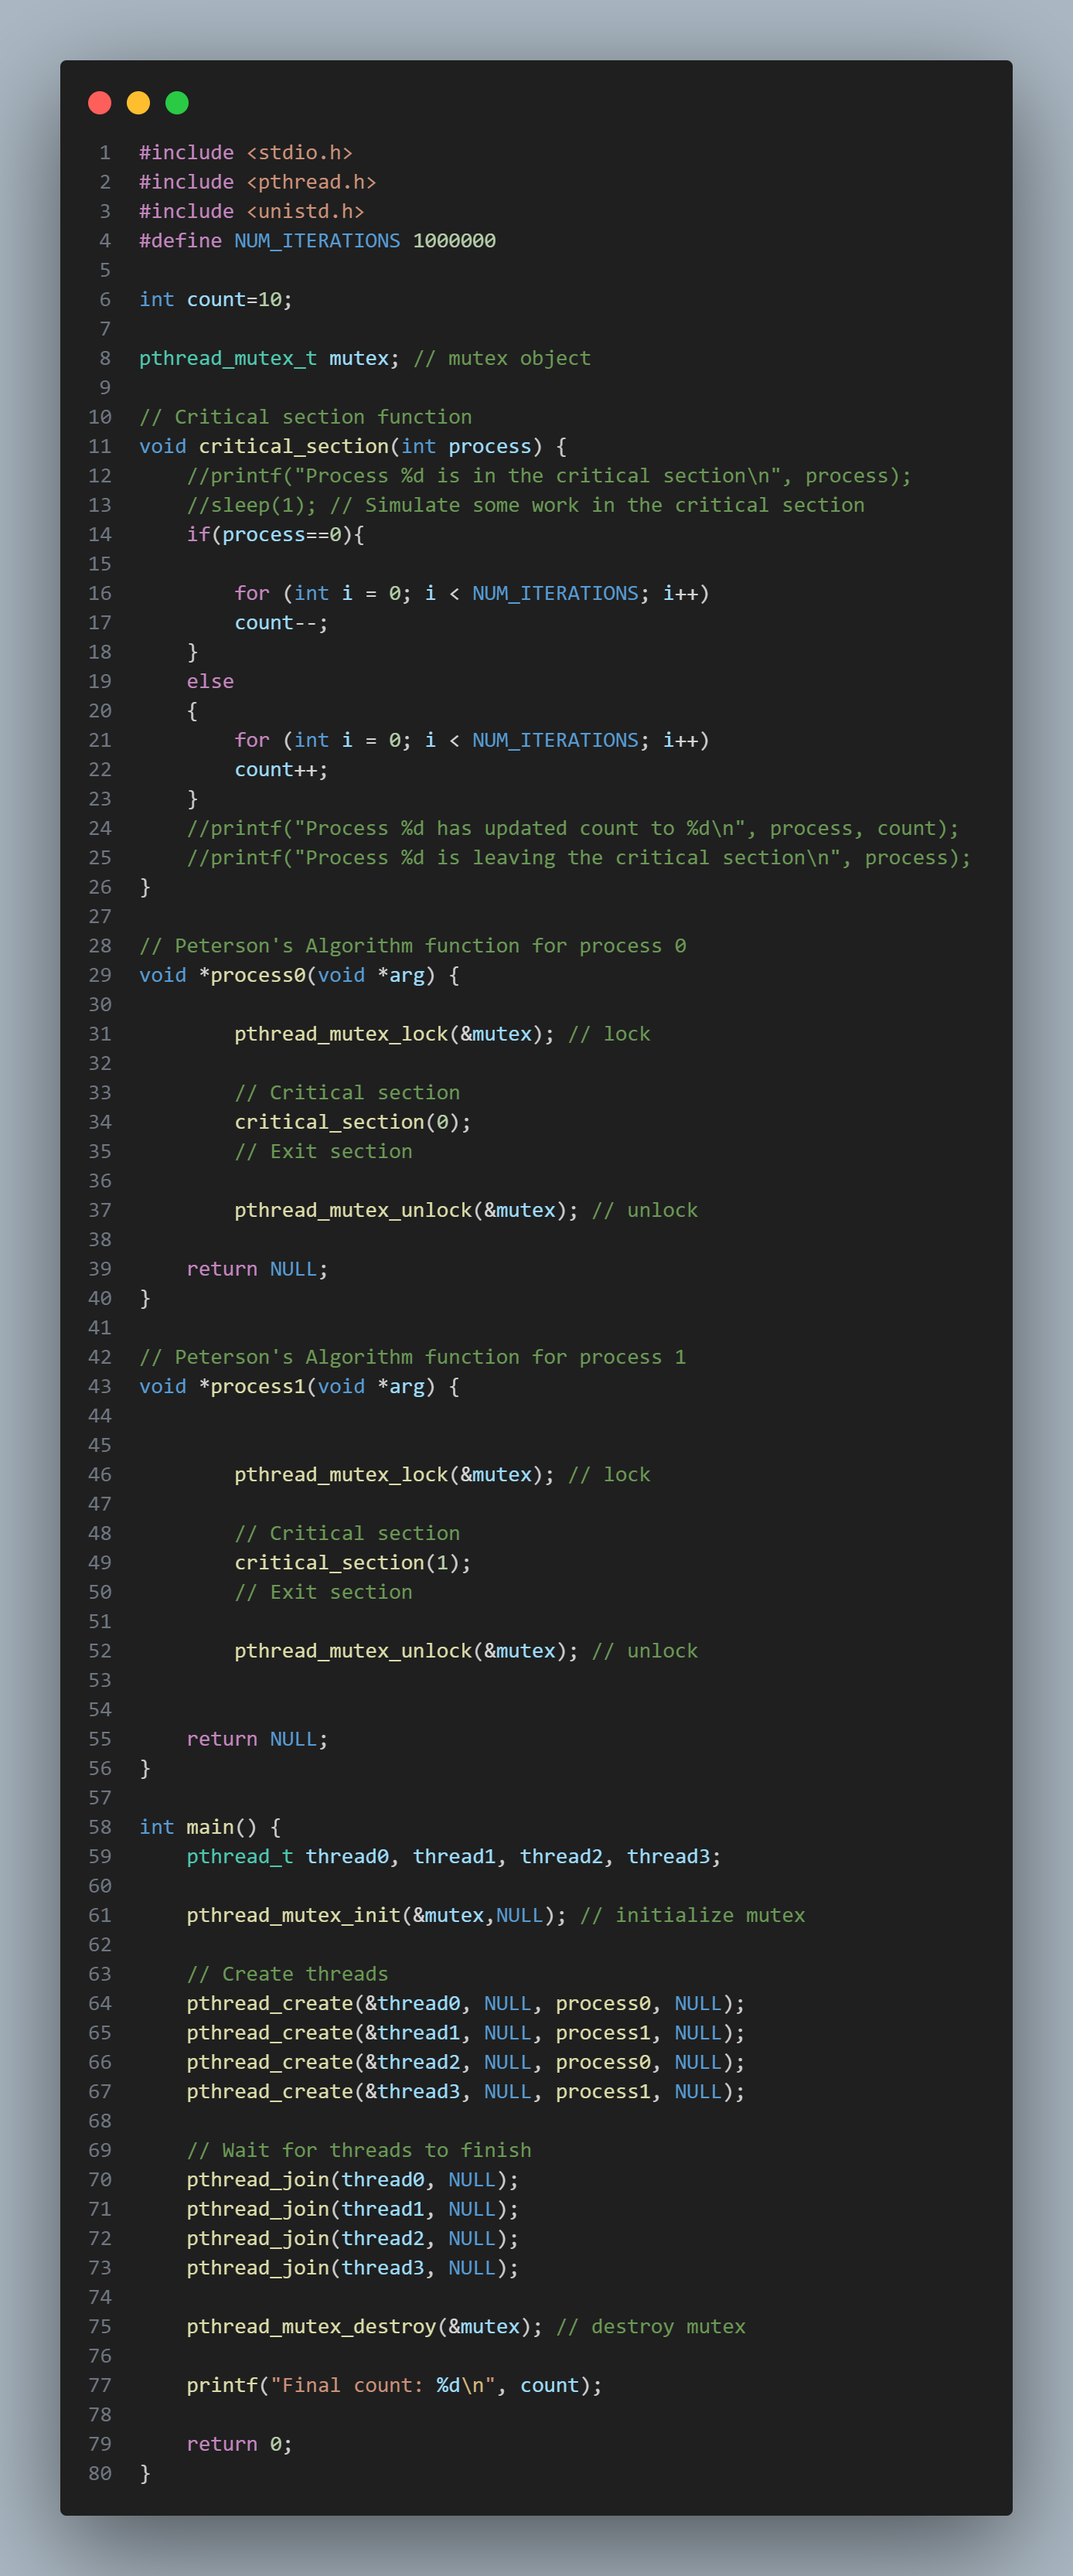 1 #include <stdio.h>
2 #include <pthread.h>
3 #include <unistd.h>
4 #define NUM_ITERATIONS 1000000
5
6 int count=10;
7
8 pthread_mutex_t mutex; // mutex object
9
10 // Critical section function
11 void critical_section(int process) {
12     //printf("Process %d is in the critical section\n", process);
13     //sleep(1); // Simulate some work in the critical section
14     if(process==0){
15
16         for (int i = 0; i < NUM_ITERATIONS; i++)
17         count--;
18     }
19     else
20     {
21         for (int i = 0; i < NUM_ITERATIONS; i++)
22         count++;
23     }
24     //printf("Process %d has updated count to %d\n", process, count);
25     //printf("Process %d is leaving the critical section\n", process);
26 }
27
28 // Peterson's Algorithm function for process 0
29 void *process0(void *arg) {
30
31         pthread_mutex_lock(&mutex); // lock
32
33         // Critical section
34         critical_section(0);
35         // Exit section
36
37         pthread_mutex_unlock(&mutex); // unlock
38
39     return NULL;
40 }
41
42 // Peterson's Algorithm function for process 1
43 void *process1(void *arg) {
44
45
46         pthread_mutex_lock(&mutex); // lock
47
48         // Critical section
49         critical_section(1);
50         // Exit section
51
52         pthread_mutex_unlock(&mutex); // unlock
53
54
55     return NULL;
56 }
57
58 int main() {
59     pthread_t thread0, thread1, thread2, thread3;
60
61     pthread_mutex_init(&mutex,NULL); // initialize mutex
62
63     // Create threads
64     pthread_create(&thread0, NULL, process0, NULL);
65     pthread_create(&thread1, NULL, process1, NULL);
66     pthread_create(&thread2, NULL, process0, NULL);
67     pthread_create(&thread3, NULL, process1, NULL);
68
69     // Wait for threads to finish
70     pthread_join(thread0, NULL);
71     pthread_join(thread1, NULL);
72     pthread_join(thread2, NULL);
73     pthread_join(thread3, NULL);
74
75     pthread_mutex_destroy(&mutex); // destroy mutex
76
77     printf("Final count: %d\n", count);
78
79     return 0;
80 }